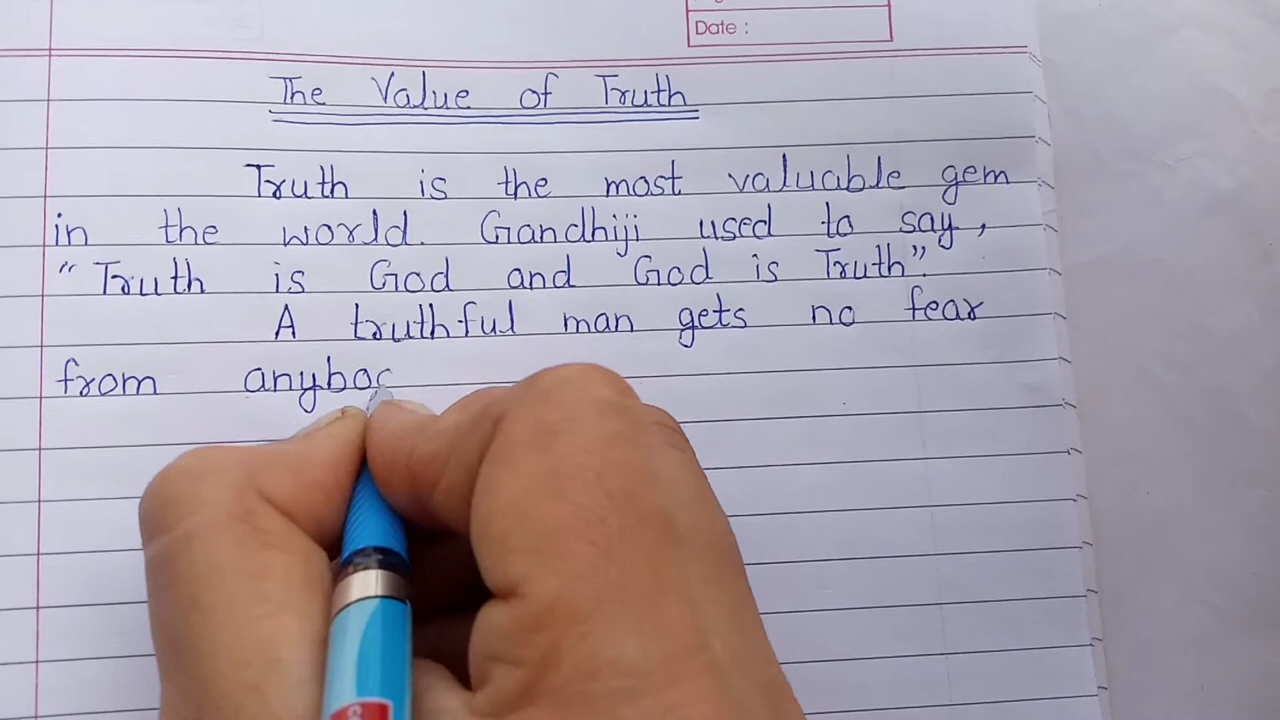 Date :
The Value of Truth
Truth is the most valuable gem
in the world. Gandhiji used to say,
"Truth is God and God is Truth".
A truthful man gets no fear
from